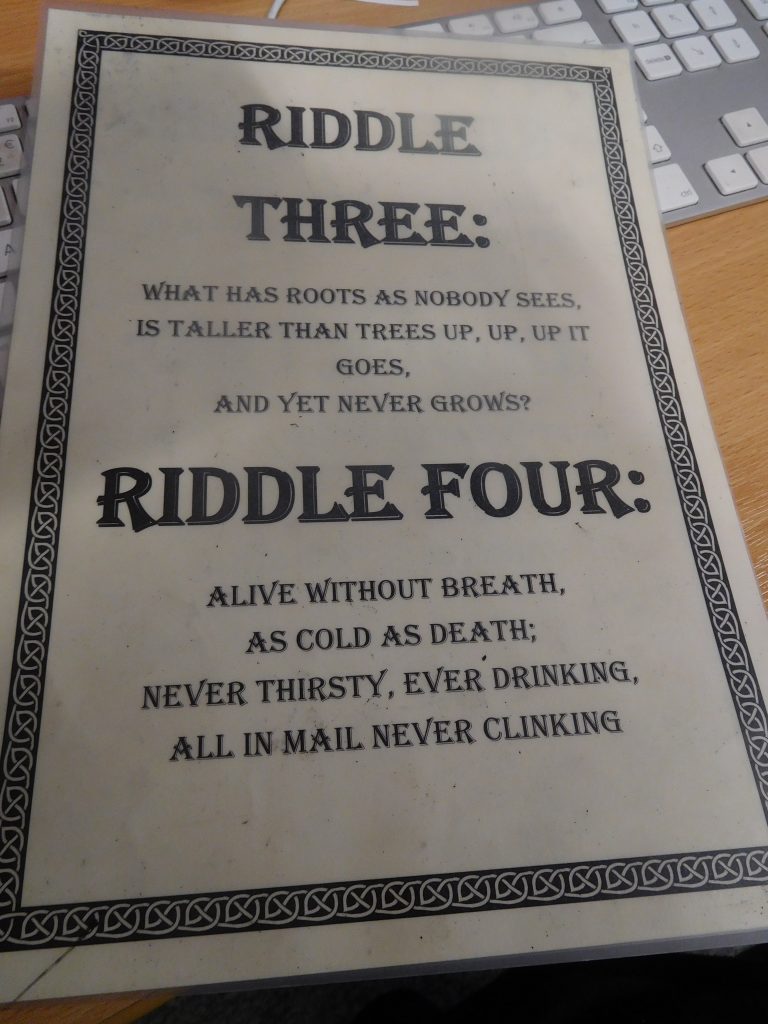 RIDDLE
THREE:
WHAT HAS ROOTS AS NOBODY SEES,
IS TALLER THAN TREES UP, UP, UP IT
GOES,
AND YET NEVER GROWS?
RIDDLE FOUR:
ALIVE WITHOUT BREATH,
AS COLD AS DEATH;
NEVER THIRSTY, EVER DRINKING,
ALL IN MAIL NEVER CLINKING